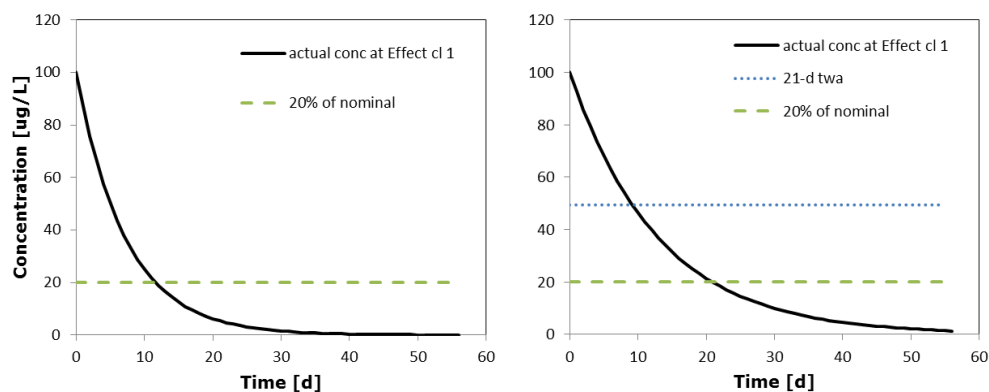 Concentration [ug/L]
120
100
80
60
40
20
0
actual conc at Effect cl 1
20% of nominal
0 10 20 30 40 50 60
Time [d]
120
100
80
60
40
20
0
actual conc at Effect cl 1
21-d twa
20% of nominal
0 10 20 30 40 50 60
Time [d]